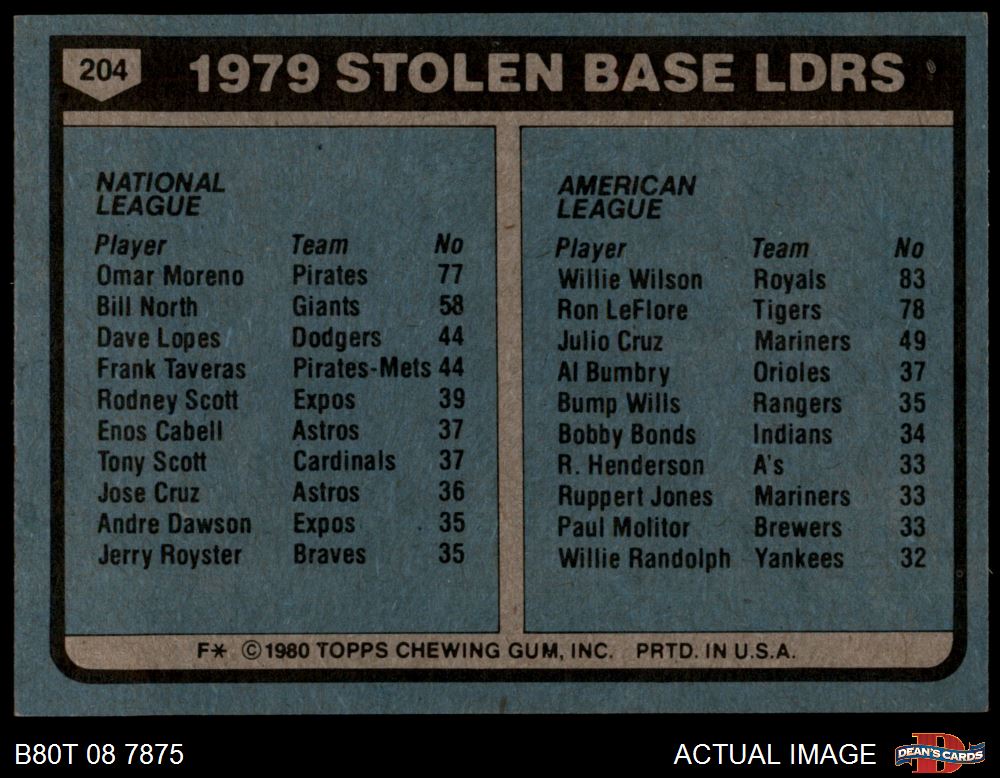 204 1979 STOLEN BASE LDRS
NATIONAL
LEAGUE
Player Team No
Omar Moreno Pirates 77
Bill North Giants 58
Dave Lopes Dodgers 44
Frank Taveras Pirates-Mets 44
Rodney Scott Expos 39
Enos Cabell Astros 37
Tony Scott Cardinals 37
Jose Cruz Astros 36
Andre Dawson Expos 35
Jerry Royster Braves 35
AMERICAN
LEAGUE
Player Team No
Willie Wilson Royals 83
Ron LeFlore Tigers 78
Julio Cruz Mariners 49
Al Bumbry Orioles 37
Bump Wills Rangers 35
Bobby Bonds Indians 34
R. Henderson A's 33
Ruppert Jones Mariners 33
Paul Molitor Brewers 33
Willie Randolph Yankees 32
F* ©1980 TOPPS CHEWING GUM, INC. PRTD. IN U.S.A.
B80T 08 7875 ACTUAL IMAGE DEAN'S CARDS